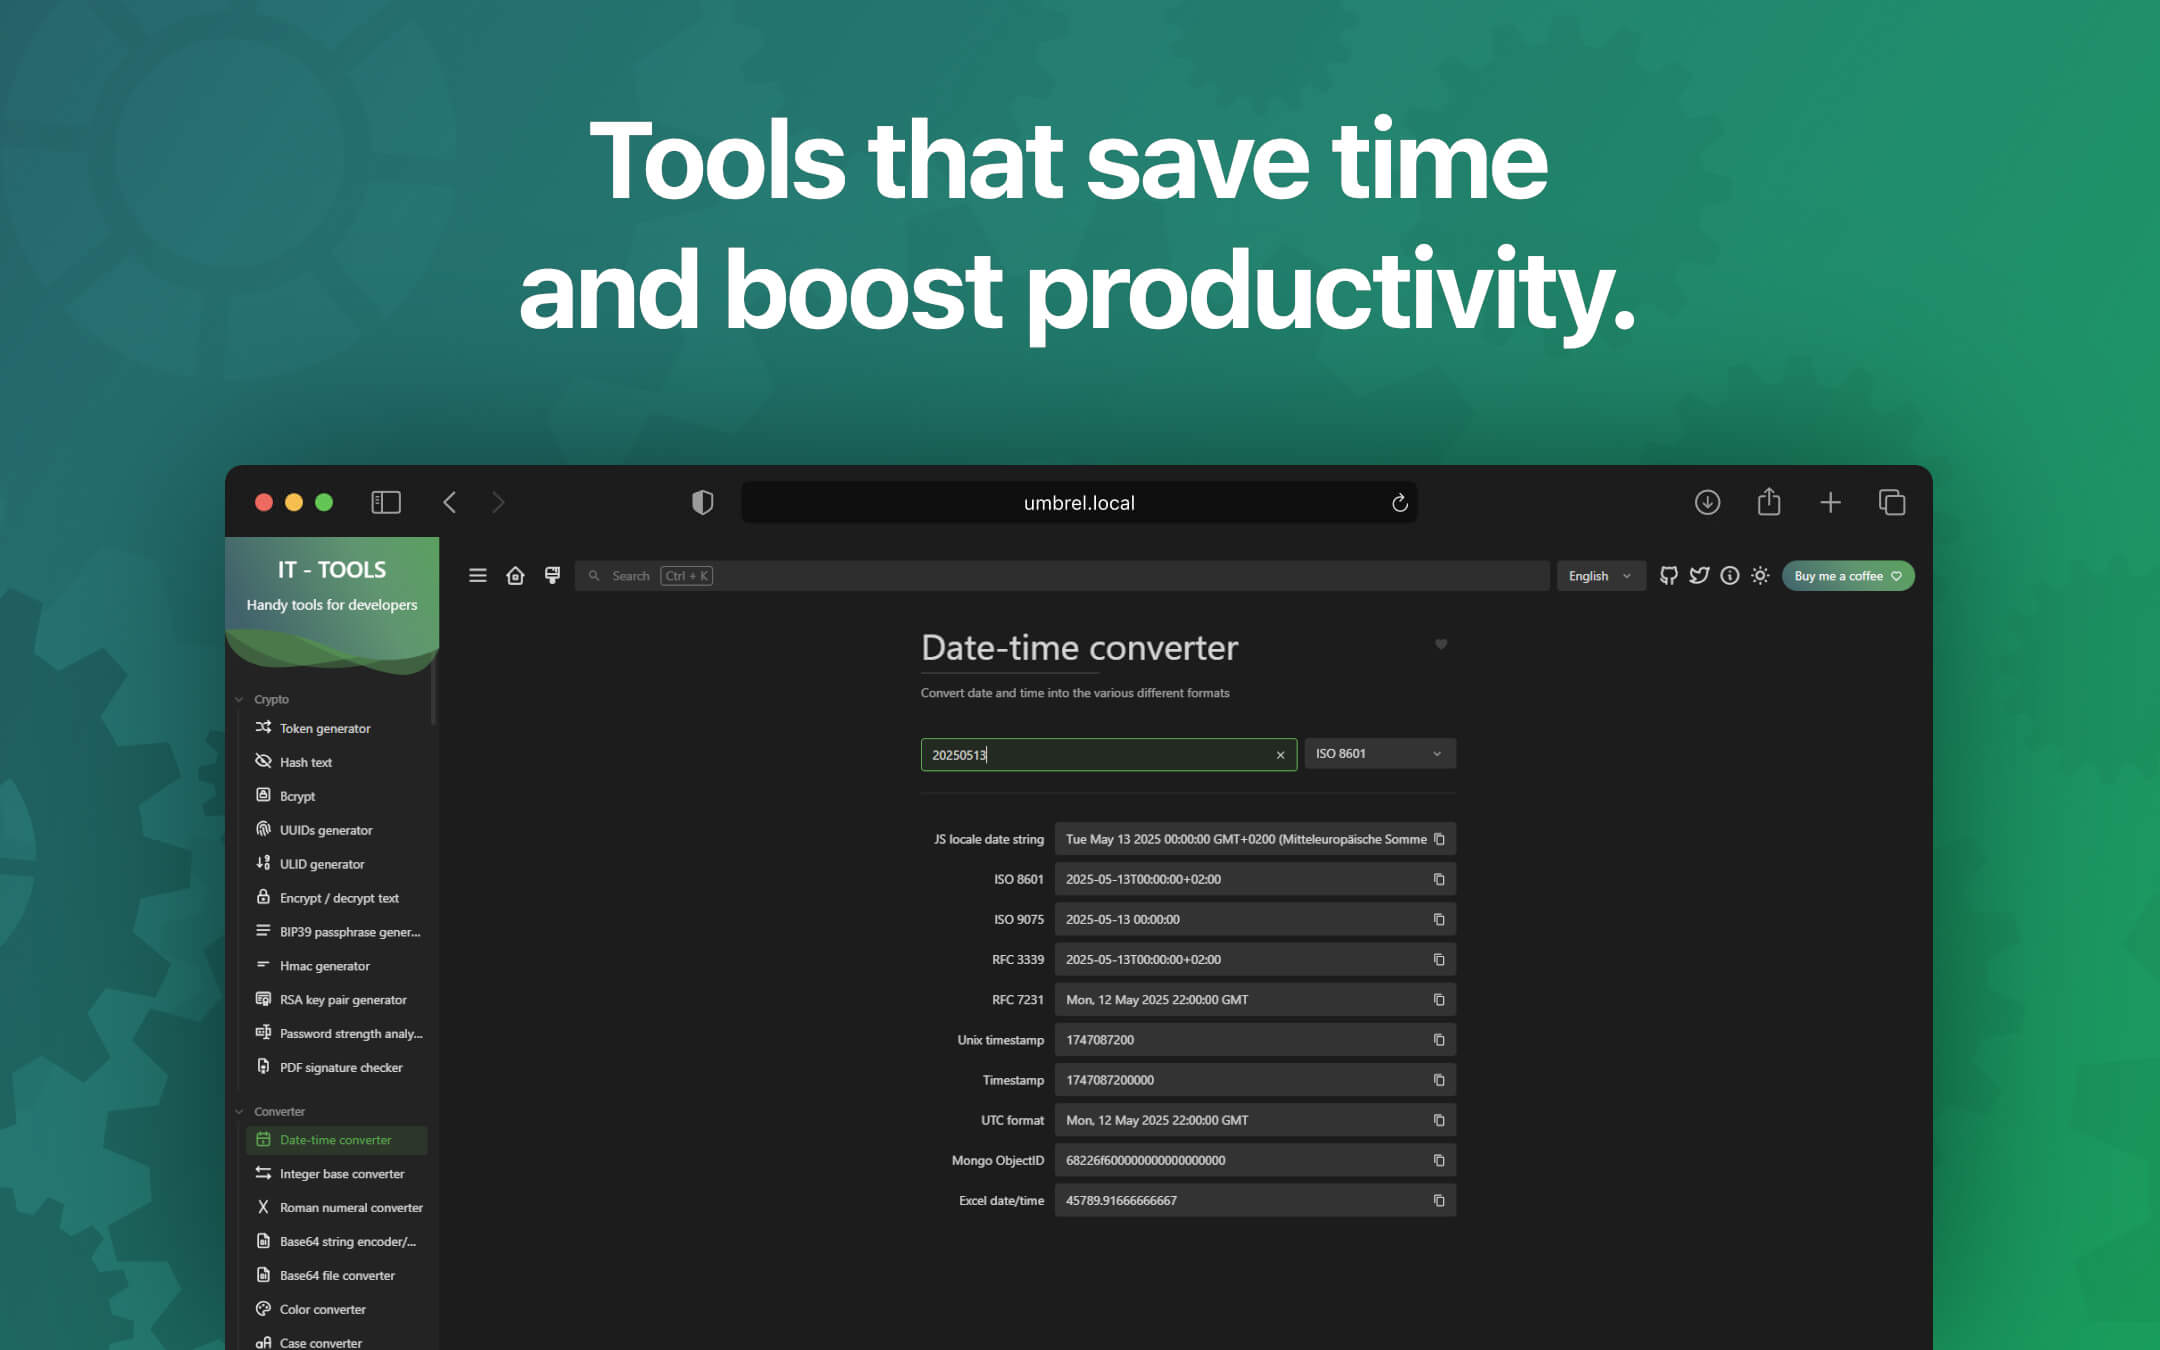 Tools that save time
and boost productivity.
umbrel.local
IT - TOOLS
Handy tools for developers
Search Ctrl + K
English
Buy me a coffee
Crypto
Token generator
Hash text
Bcrypt
UUIDs generator
ULID generator
Encrypt / decrypt text
BIP39 passphrase gener...
Hmac generator
RSA key pair generator
Password strength analy...
PDF signature checker
Converter
Date-time converter
Integer base converter
Roman numeral converter
Base64 string encoder/...
Base64 file converter
Color converter
Case converter
Date-time converter
Convert date and time into the various different formats
20250513 ISO 8601
JS locale date string Tue May 13 2025 00:00:00 GMT+0200 (Mitteleuropäische Somme
ISO 8601 2025-05-13T00:00:00+02:00
ISO 9075 2025-05-13 00:00:00
RFC 3339 2025-05-13T00:00:00+02:00
RFC 7231 Mon, 12 May 2025 22:00:00 GMT
Unix timestamp 1747087200
Timestamp 1747087200000
UTC format Mon, 12 May 2025 22:00:00 GMT
Mongo ObjectID 68226f600000000000000000
Excel date/time 45789.91666666667